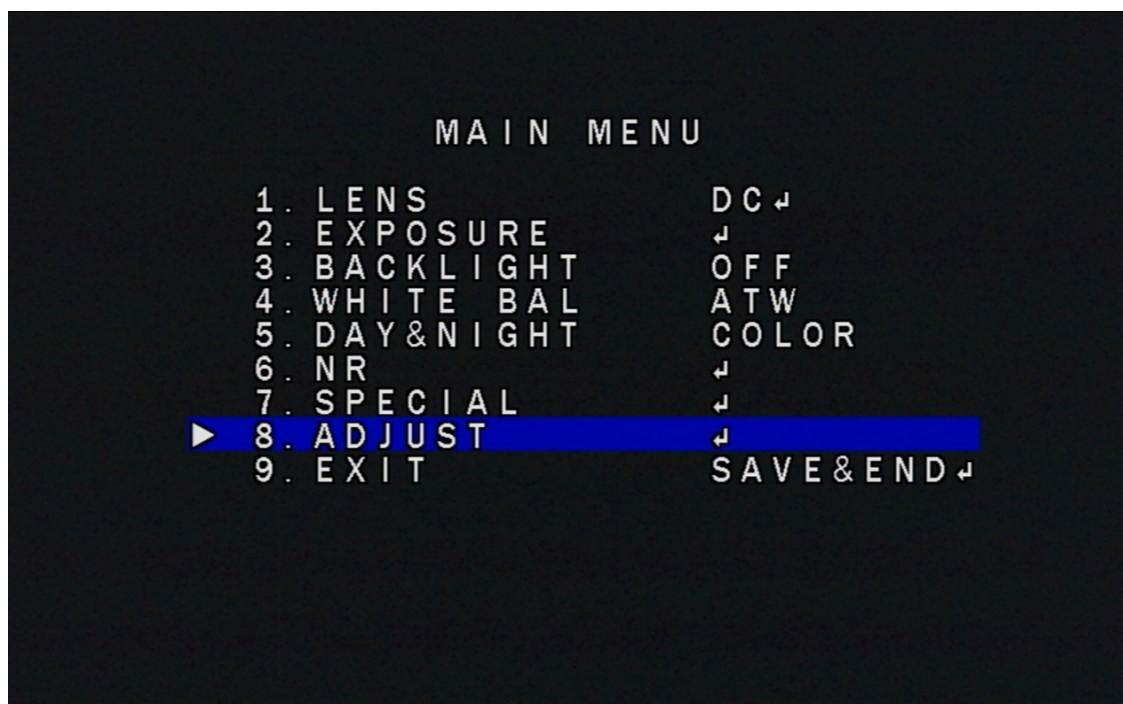 MAIN MENU
1. LENS DC↲
2. EXPOSURE ↲
3. BACKLIGHT OFF
4. WHITE BAL ATW
5. DAY&NIGHT COLOR
6. NR ↲
7. SPECIAL ↲
▶ 8. ADJUST ↲
9. EXIT SAVE&END↲